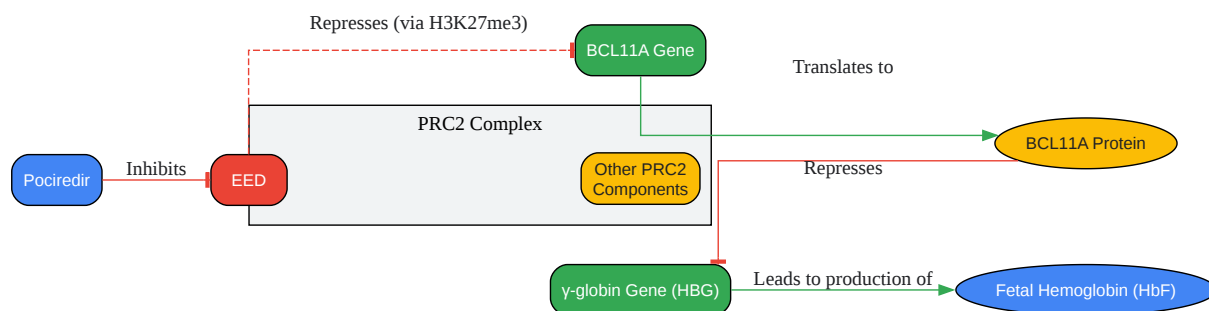 Represses (via H3K27me3)
BCL11A Gene
Translates to
PRC2 Complex
BCL11A Protein
Pociredir
Inhibits
EED
Other PRC2
Components
Represses
γ-globin Gene (HBG)
Leads to production of
Fetal Hemoglobin (HbF)